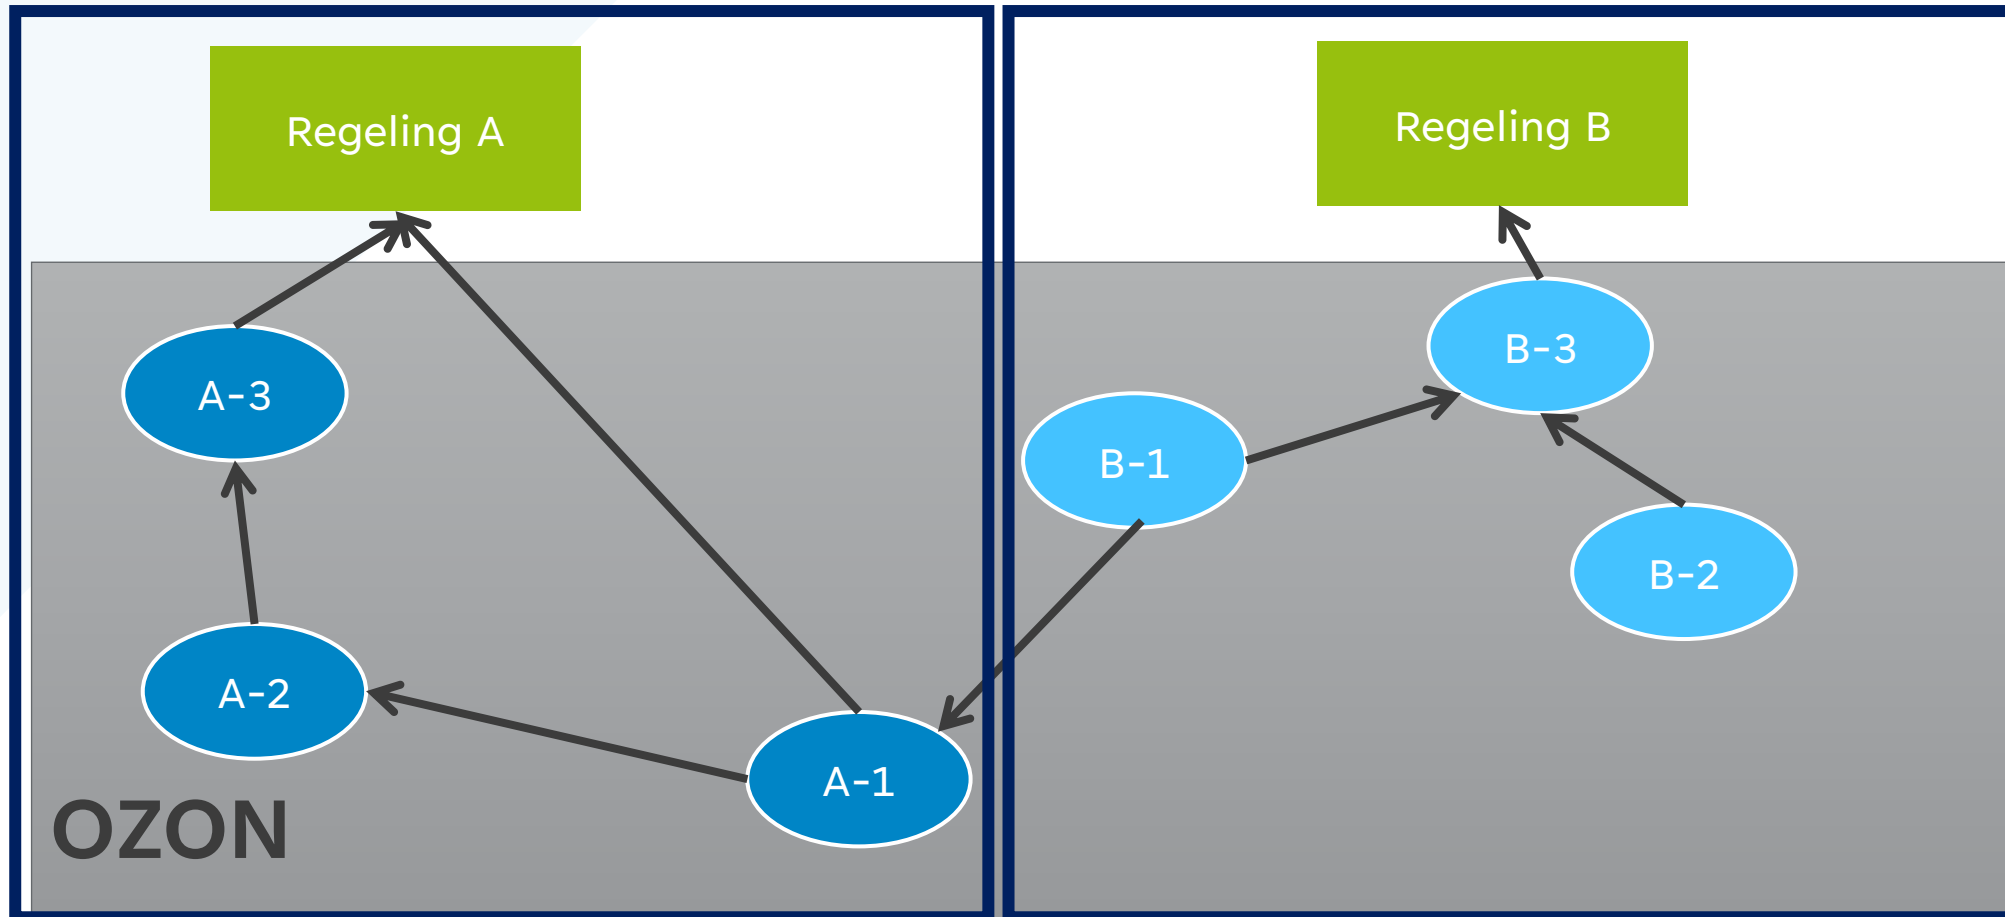 Regeling A
Regeling B
A-3
B-3
B-1
B-2
A-2
A-1
OZON